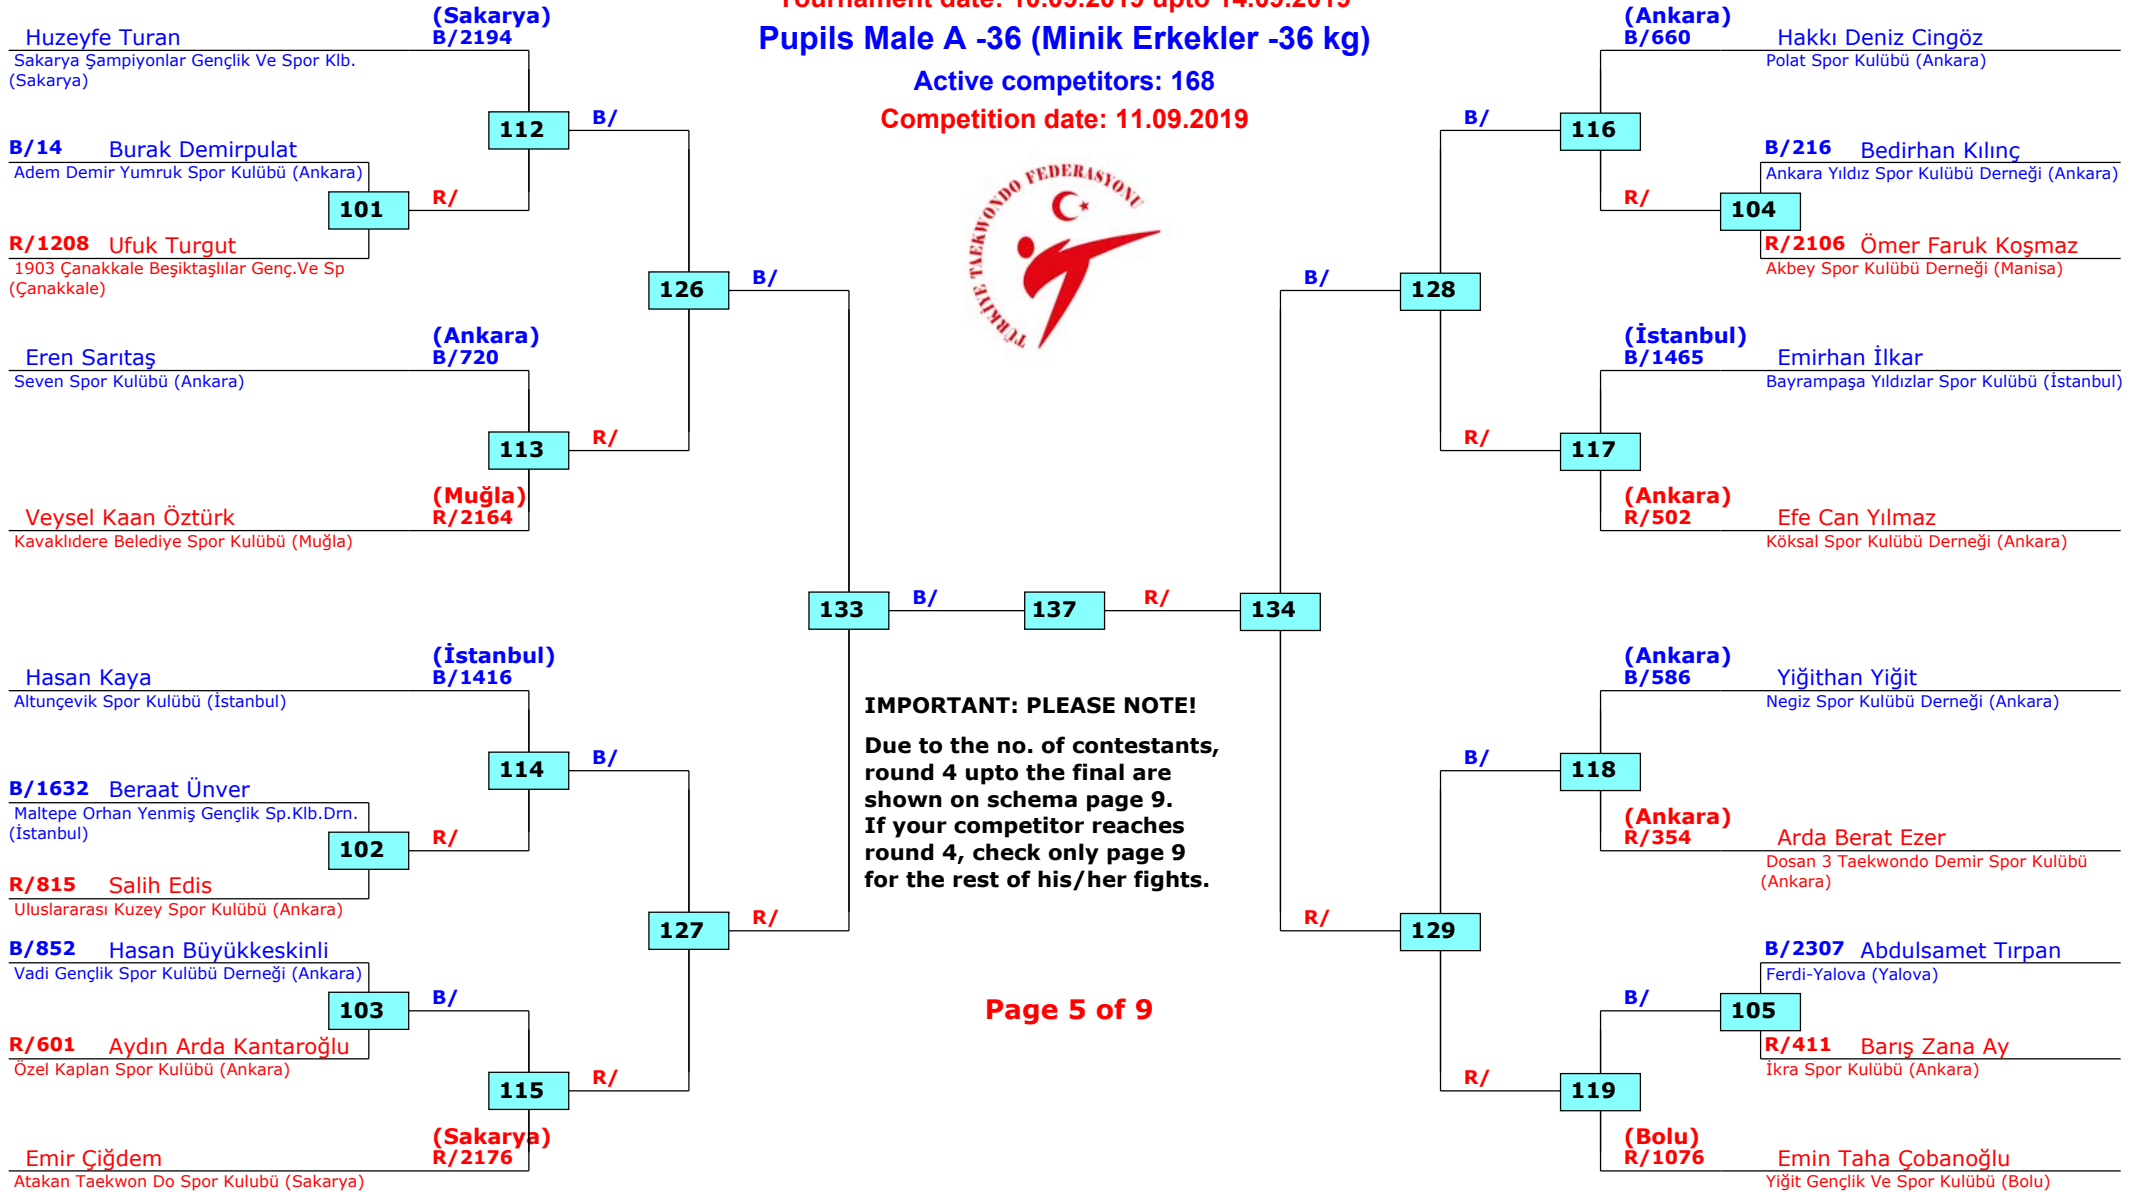 Tournament date: 10.09.2019 upto 14.09.2019
Pupils Male A -36 (Minik Erkekler -36 kg)
Active competitors: 168
Competition date: 11.09.2019
TÜRKİYE TAEKWONDO FEDERASYONU
(Sakarya)
Huzeyfe Turan B/2194
Sakarya Şampiyonlar Gençlik Ve Spor Klb.
(Sakarya)
112 B/
B/14 Burak Demirpulat
Adem Demir Yumruk Spor Kulübü (Ankara)
101 R/
R/1208 Ufuk Turgut
1903 Çanakkale Beşiktaşlılar Genç.Ve Sp
(Çanakkale)
126 B/
(Ankara)
Eren Sarıtaş B/720
Seven Spor Kulübü (Ankara)
113 R/
(Muğla)
Veysel Kaan Öztürk R/2164
Kavaklıdere Belediye Spor Kulübü (Muğla)
133 B/ 137 R/ 134
(İstanbul)
Hasan Kaya B/1416
Altunçevik Spor Kulübü (İstanbul)
114 B/
B/1632 Beraat Ünver
Maltepe Orhan Yenmiş Gençlik Sp.Klb.Drn.
(İstanbul)
102 R/
R/815 Salih Edis
Uluslararası Kuzey Spor Kulübü (Ankara)
127 R/
B/852 Hasan Büyükkeskinli
Vadi Gençlik Spor Kulübü Derneği (Ankara)
103 B/
R/601 Aydın Arda Kantaroğlu
Özel Kaplan Spor Kulübü (Ankara)
115 R/
(Sakarya)
Emir Çiğdem R/2176
Atakan Taekwon Do Spor Kulubü (Sakarya)
IMPORTANT: PLEASE NOTE!
Due to the no. of contestants,
round 4 upto the final are
shown on schema page 9.
If your competitor reaches
round 4, check only page 9
for the rest of his/her fights.
Page 5 of 9
(Ankara)
B/660 Hakkı Deniz Cingöz
Polat Spor Kulübü (Ankara)
B/ 116
B/216 Bedirhan Kılınç
Ankara Yıldız Spor Kulübü Derneği (Ankara)
R/ 104
R/2106 Ömer Faruk Koşmaz
Akbey Spor Kulübü Derneği (Manisa)
B/ 128
(İstanbul)
B/1465 Emirhan İlkar
Bayrampaşa Yıldızlar Spor Kulübü (İstanbul)
R/ 117
(Ankara)
R/502 Efe Can Yılmaz
Köksal Spor Kulübü Derneği (Ankara)
(Ankara)
B/586 Yiğithan Yiğit
Negiz Spor Kulübü Derneği (Ankara)
B/ 118
(Ankara)
R/354 Arda Berat Ezer
Dosan 3 Taekwondo Demir Spor Kulübü
(Ankara)
R/ 129
B/2307 Abdulsamet Tırpan
Ferdi-Yalova (Yalova)
B/ 105
R/411 Barış Zana Ay
İkra Spor Kulübü (Ankara)
R/ 119
(Bolu)
R/1076 Emin Taha Çobanoğlu
Yiğit Gençlik Ve Spor Kulübü (Bolu)